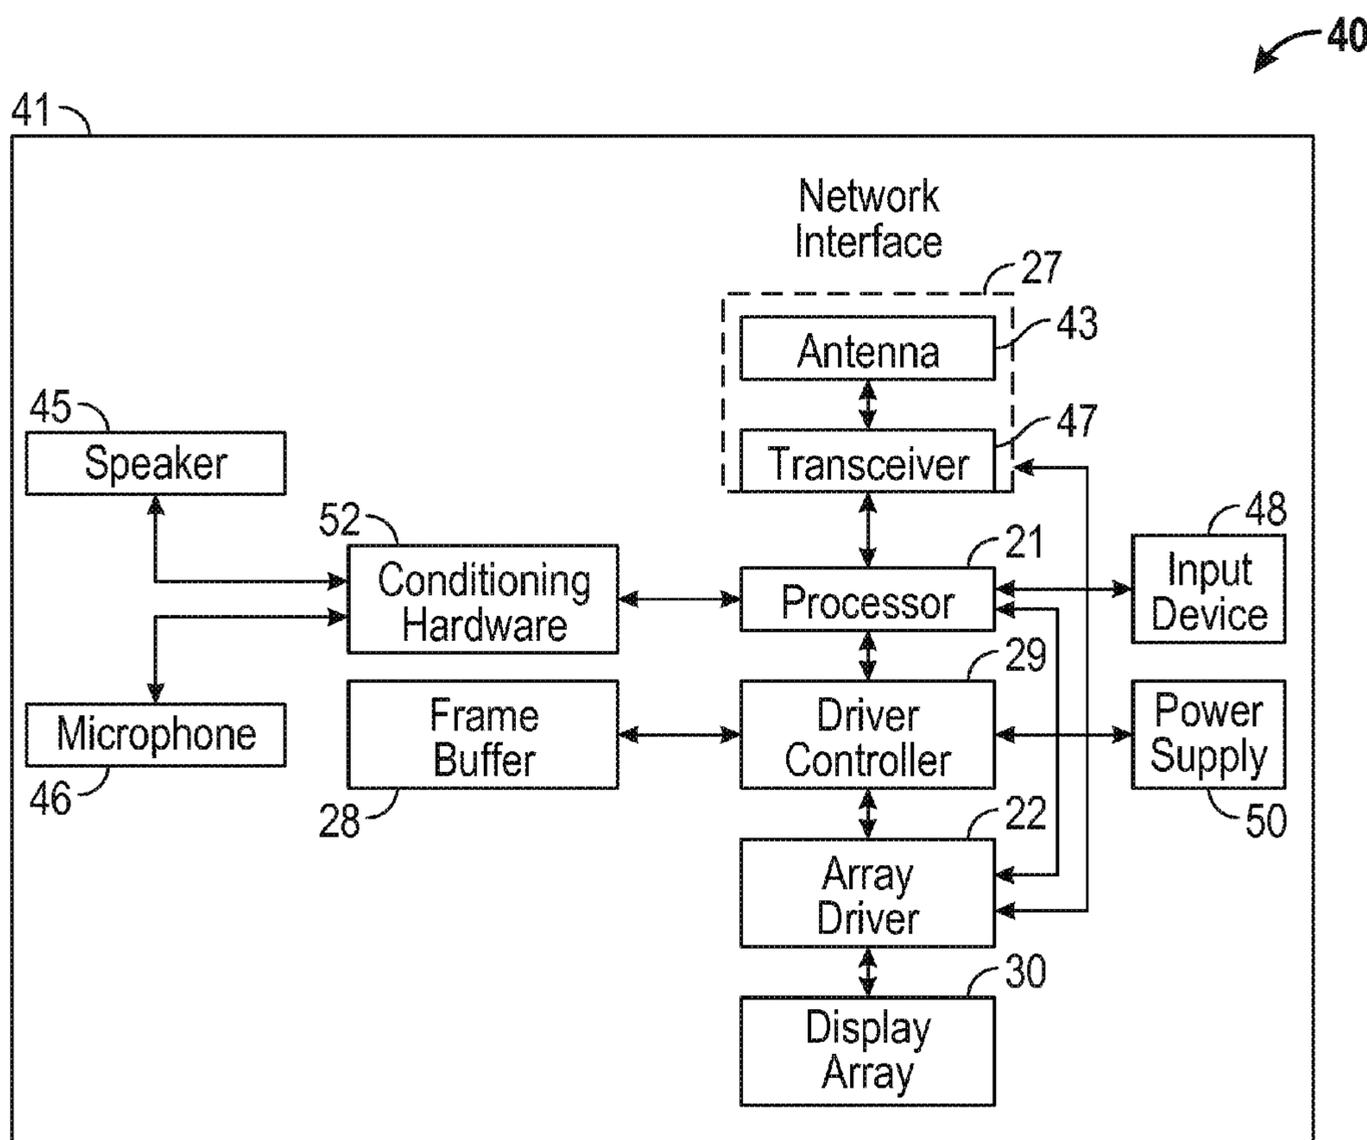 40
41
Network
Interface
27
Antenna
43
45
Speaker
47
Transceiver
52
Conditioning
Hardware
21
Processor
48
Input
Device
29
Microphone
46
Frame
Buffer
28
Driver
Controller
Power
Supply
50
22
Array
Driver
30
Display
Array